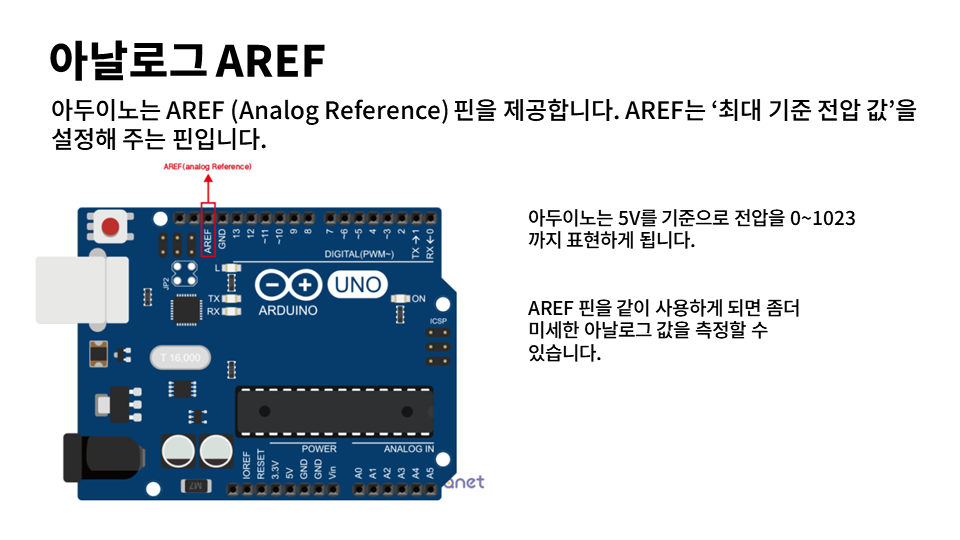 아날로그 AREF
아두이노는 AREF (Analog Reference) 핀을 제공합니다. AREF는 ‘최대 기준 전압 값’을
설정해 주는 핀입니다.
AREF(analog Reference)
AREF
GND
13
12
~11
~10
9
8
7
~6
~5
4
~3
2
TX→1
RX←0
DIGITAL(PWM~)
JP2
L
TX
RX
UNO
ARDUINO
ON
ICSP
T 16,000
POWER
ANALOG IN
IOREF
RESET
3.3V
5V
GND
GND
Vin
A0
A1
A2
A3
A4
A5
M7
anet
아두이노는 5V를 기준으로 전압을 0~1023
까지 표현하게 됩니다.
AREF 핀을 같이 사용하게 되면 좀더
미세한 아날로그 값을 측정할 수
있습니다.